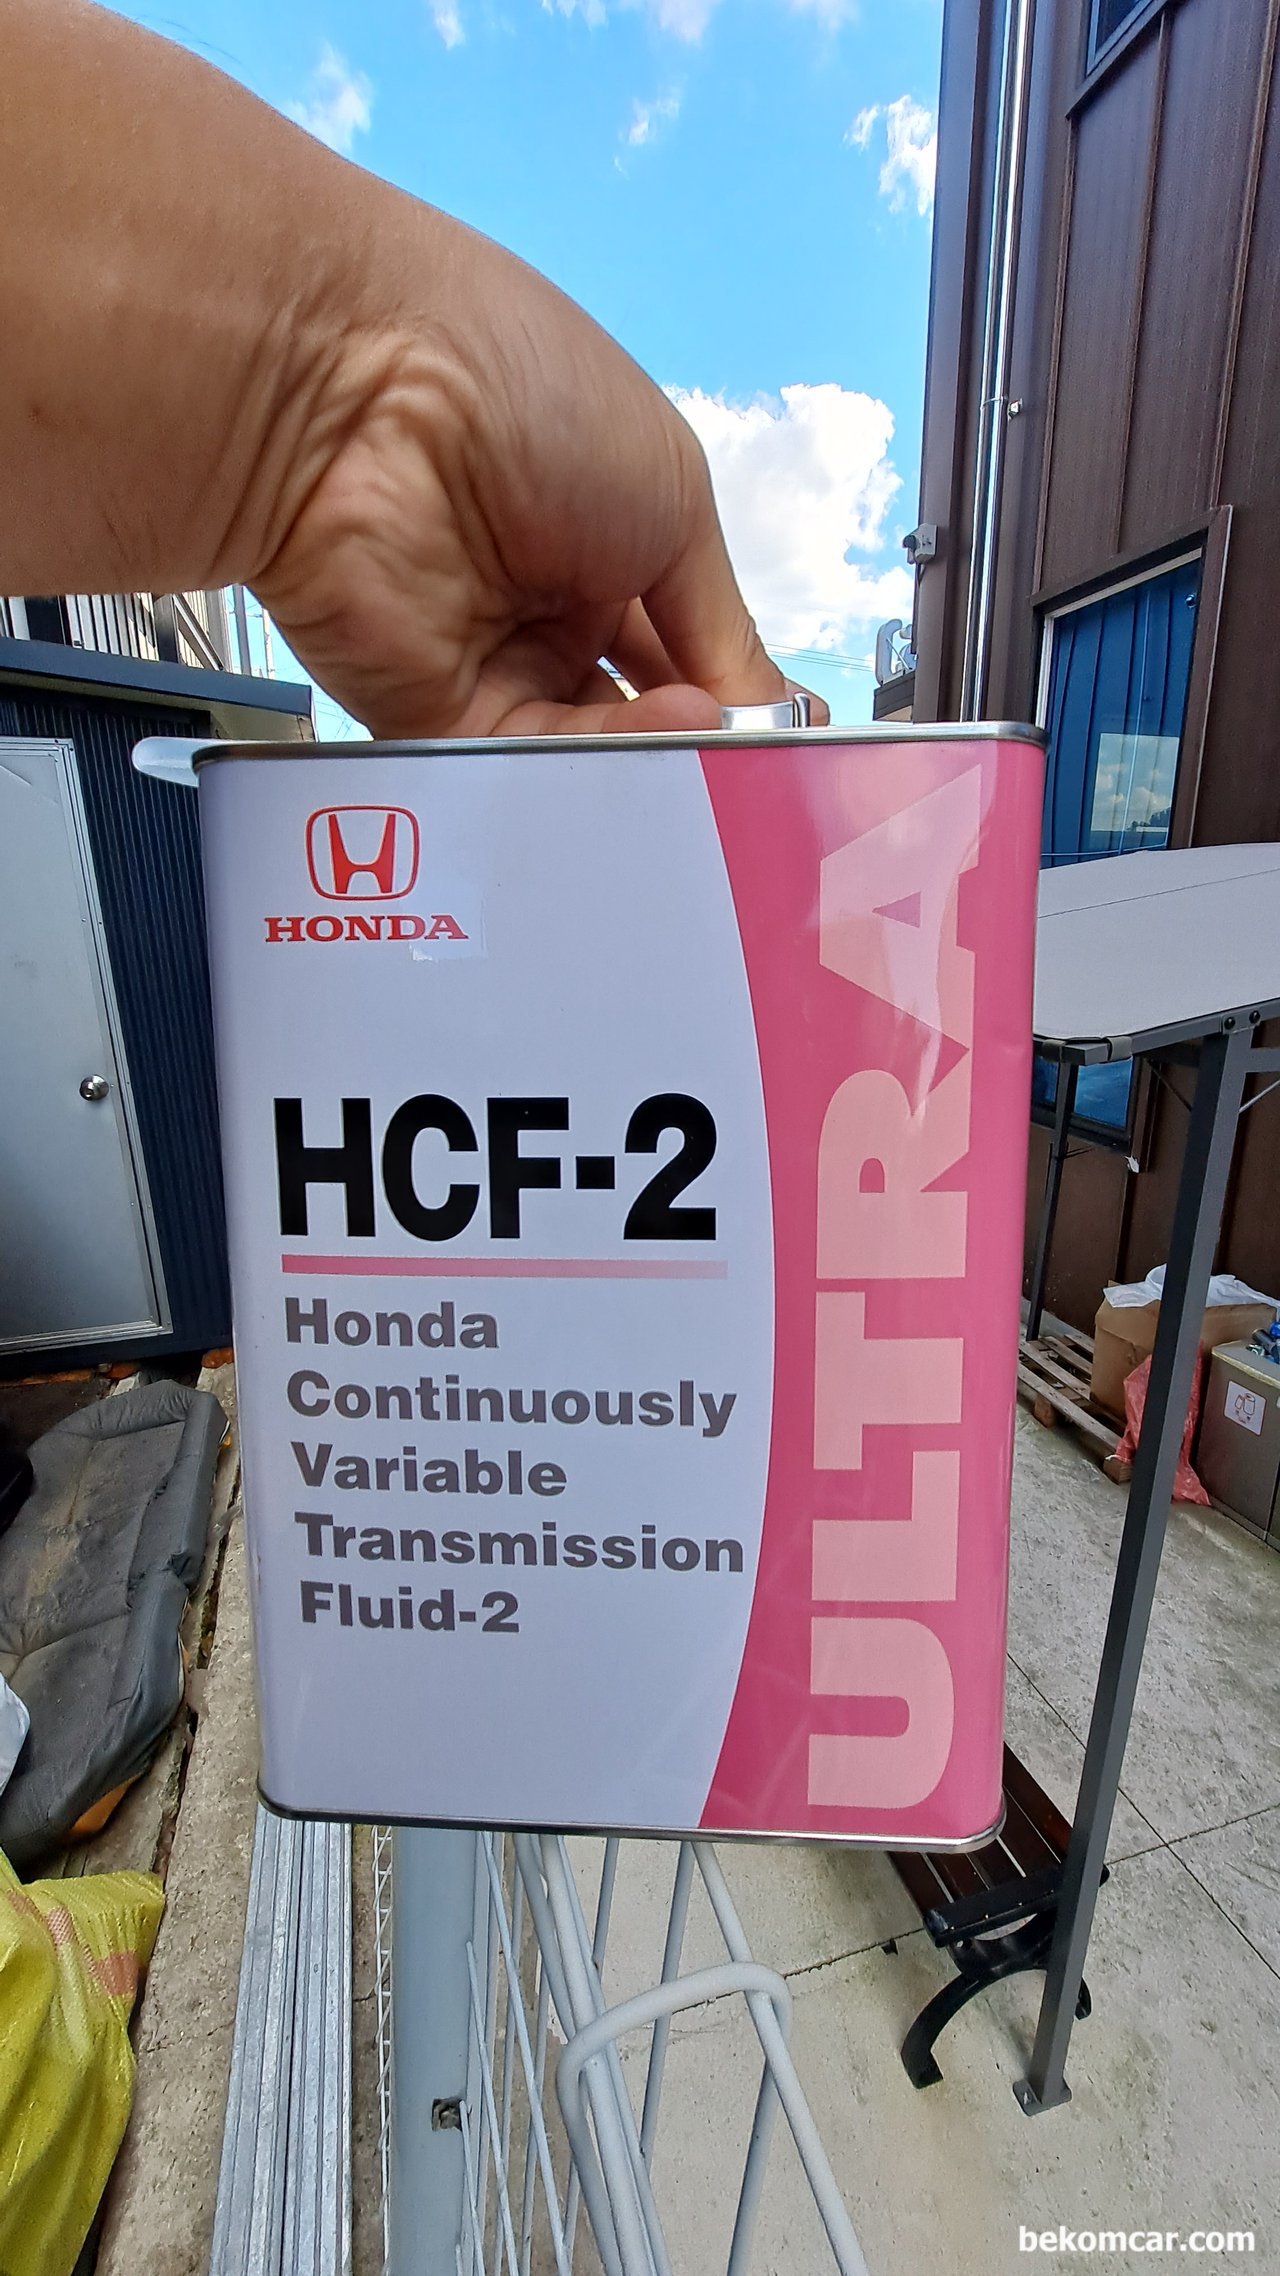 HONDA
HCF-2
Honda
Continuously
Variable
Transmission
Fluid-2
ULTRA
bekomcar.com